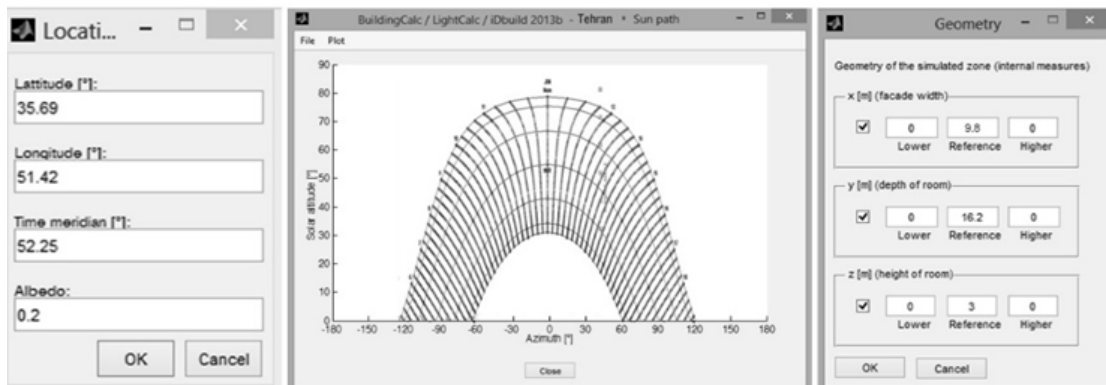 Locati...
Lattitude [°]:
35.69
Longitude [°]:
51.42
Time meridian [°]:
52.25
Albedo:
0.2
OK Cancel
BuildingCalc / LightCalc / iDbuild 2013b - Tehran * Sun path
File Plot
90
80
70
60
50
40
30
20
10
0
Solar altitude [°]
-180 -150 -120 -90 -60 -30 0 30 60 90 120 150 180
Azimuth [°]
Close
Geometry
Geometry of the simulated zone (internal measures)
x [m] (facade width)
0 9.8 0
Lower Reference Higher
y [m] (depth of room)
0 16.2 0
Lower Reference Higher
z [m] (height of room)
0 3 0
Lower Reference Higher
OK Cancel